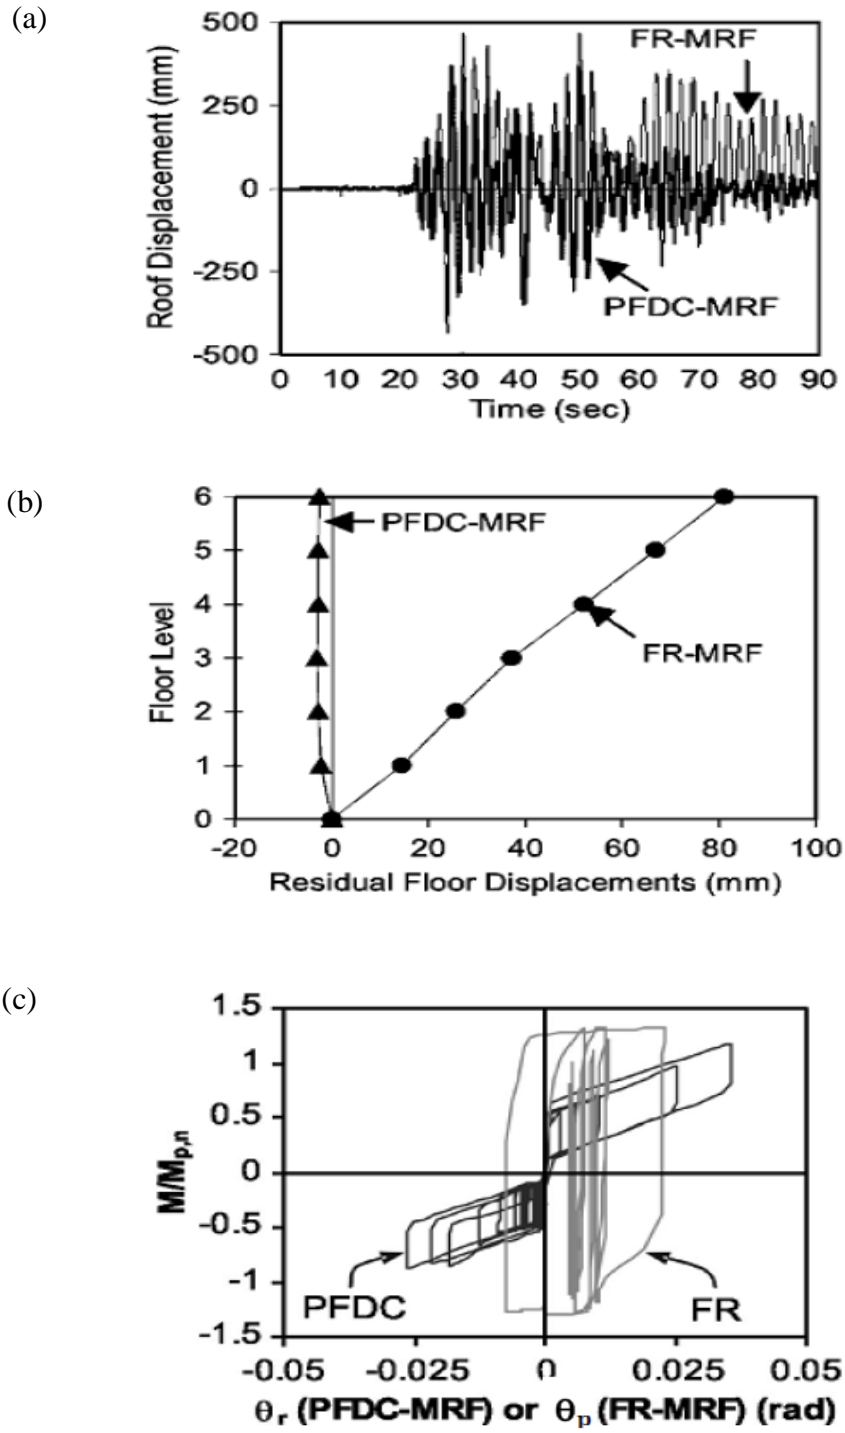 (a)
500
250
0
-250
-500
Roof Displacement (mm)
FR-MRF
PFDC-MRF
0 10 20 30 40 50 60 70 80 90
Time (sec)
(b)
6
5
4
3
2
1
0
Floor Level
PFDC-MRF
FR-MRF
-20 0 20 40 60 80 100
Residual Floor Displacements (mm)
(c)
1.5
1
0.5
0
-0.5
-1
-1.5
M/Mp,n
PFDC
FR
-0.05 -0.025 0 0.025 0.05
θr (PFDC-MRF) or θp (FR-MRF) (rad)